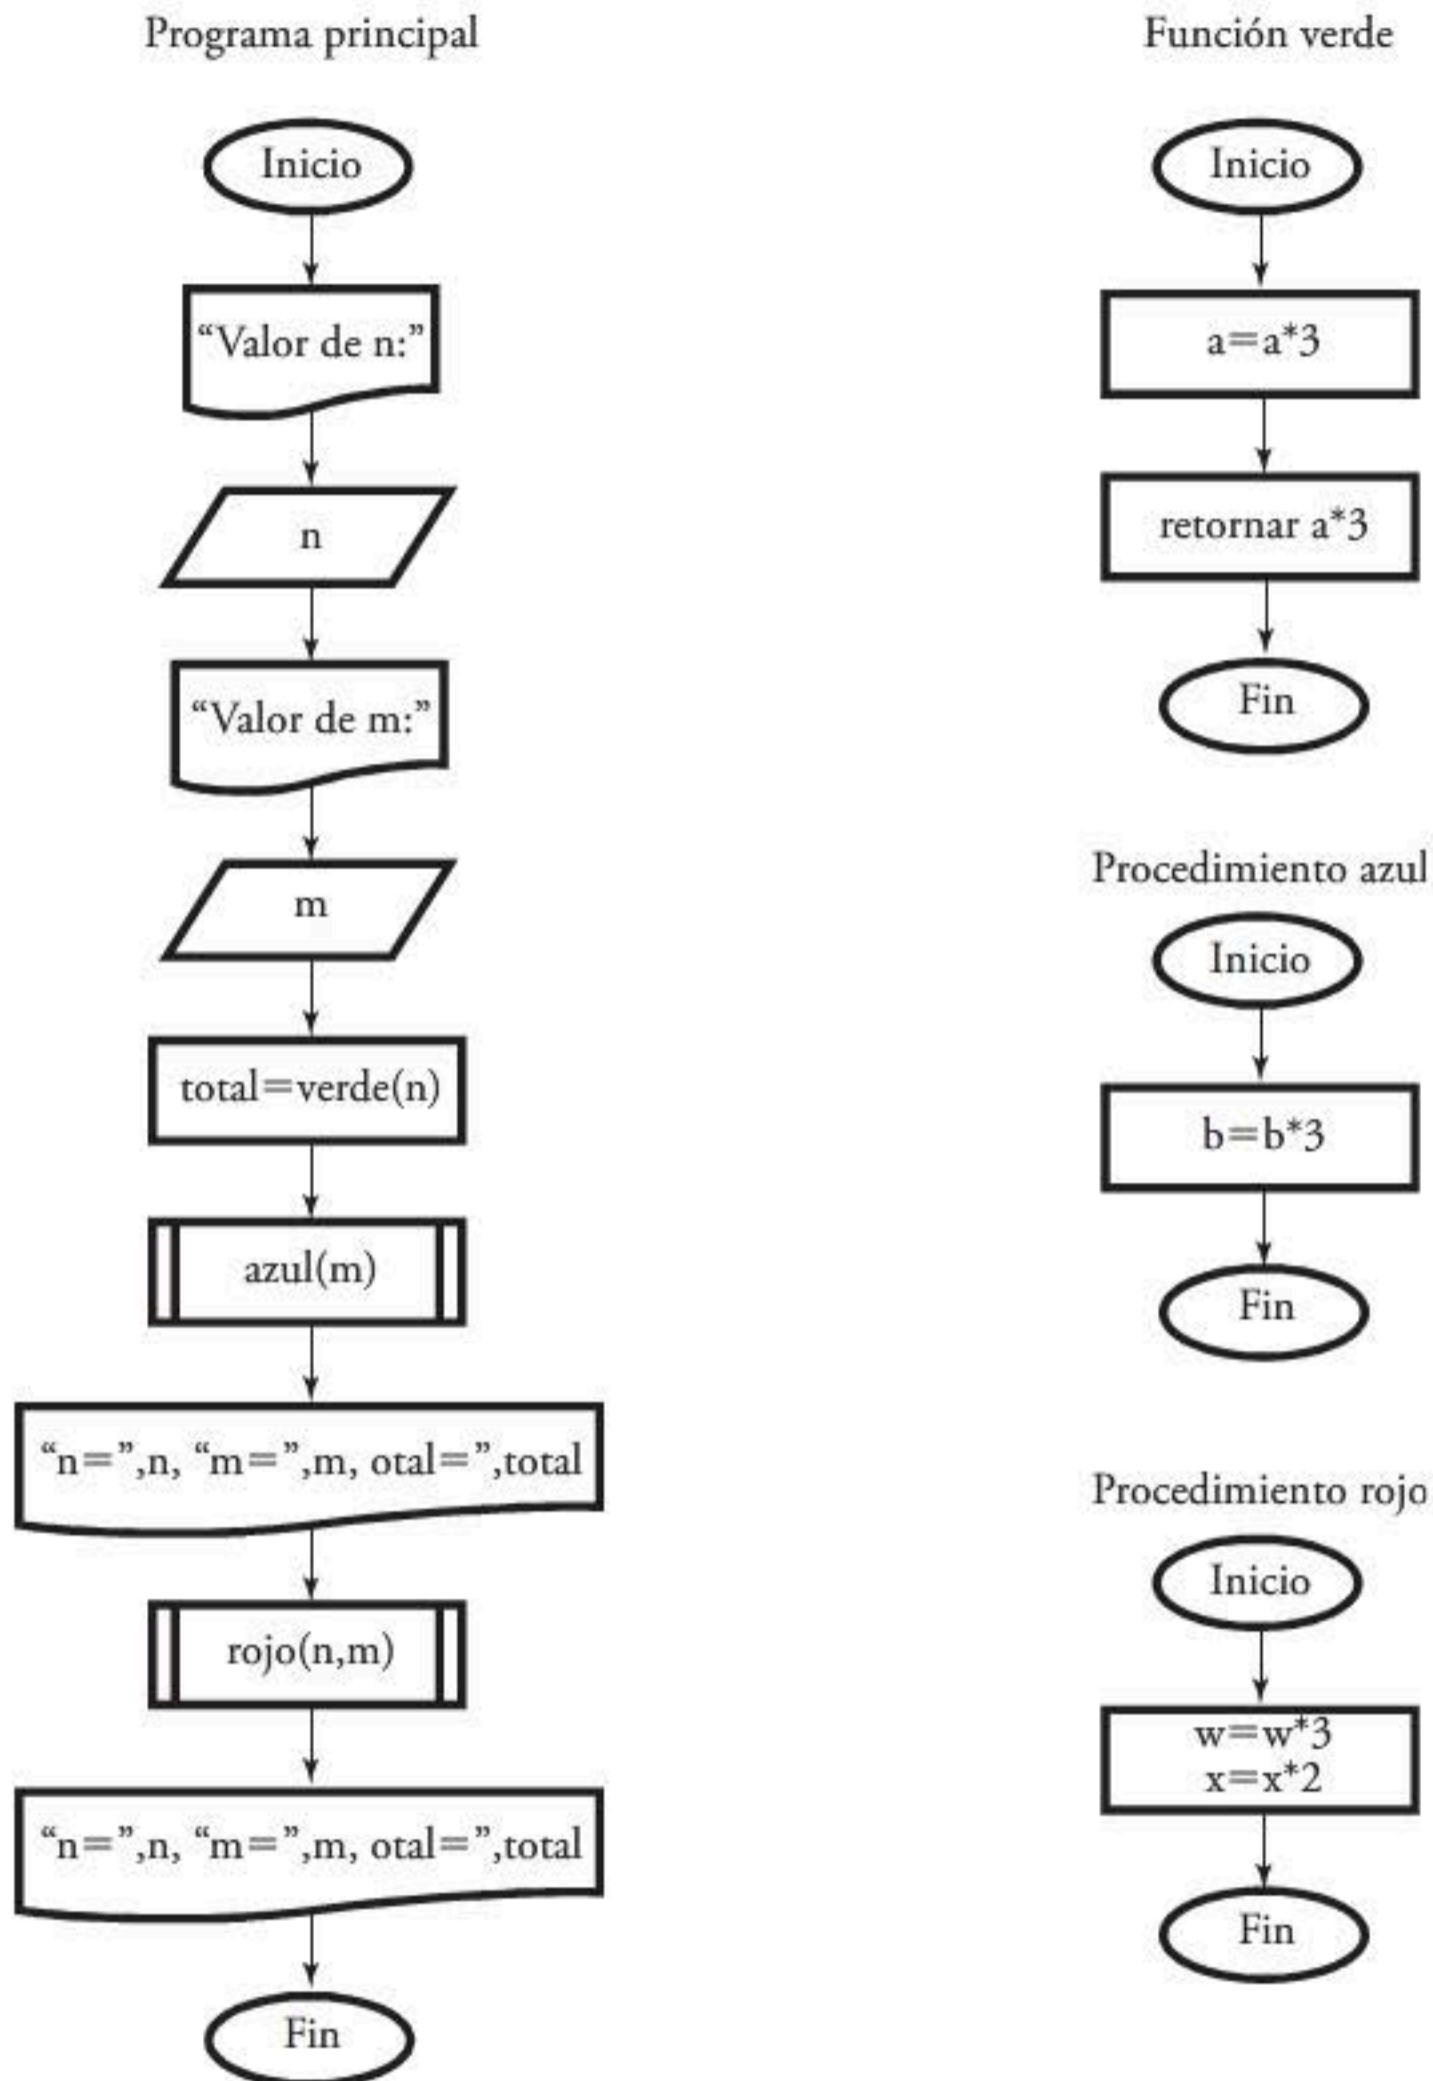 Programa principal
Inicio
“Valor de n:”
n
“Valor de m:”
m
total=verde(n)
azul(m)
“n=”,n, “m=”,m, otal=”,total
rojo(n,m)
“n=”,n, “m=”,m, otal=”,total
Fin
Función verde
Inicio
a=a*3
retornar a*3
Fin
Procedimiento azul
Inicio
b=b*3
Fin
Procedimiento rojo
Inicio
w=w*3
x=x*2
Fin